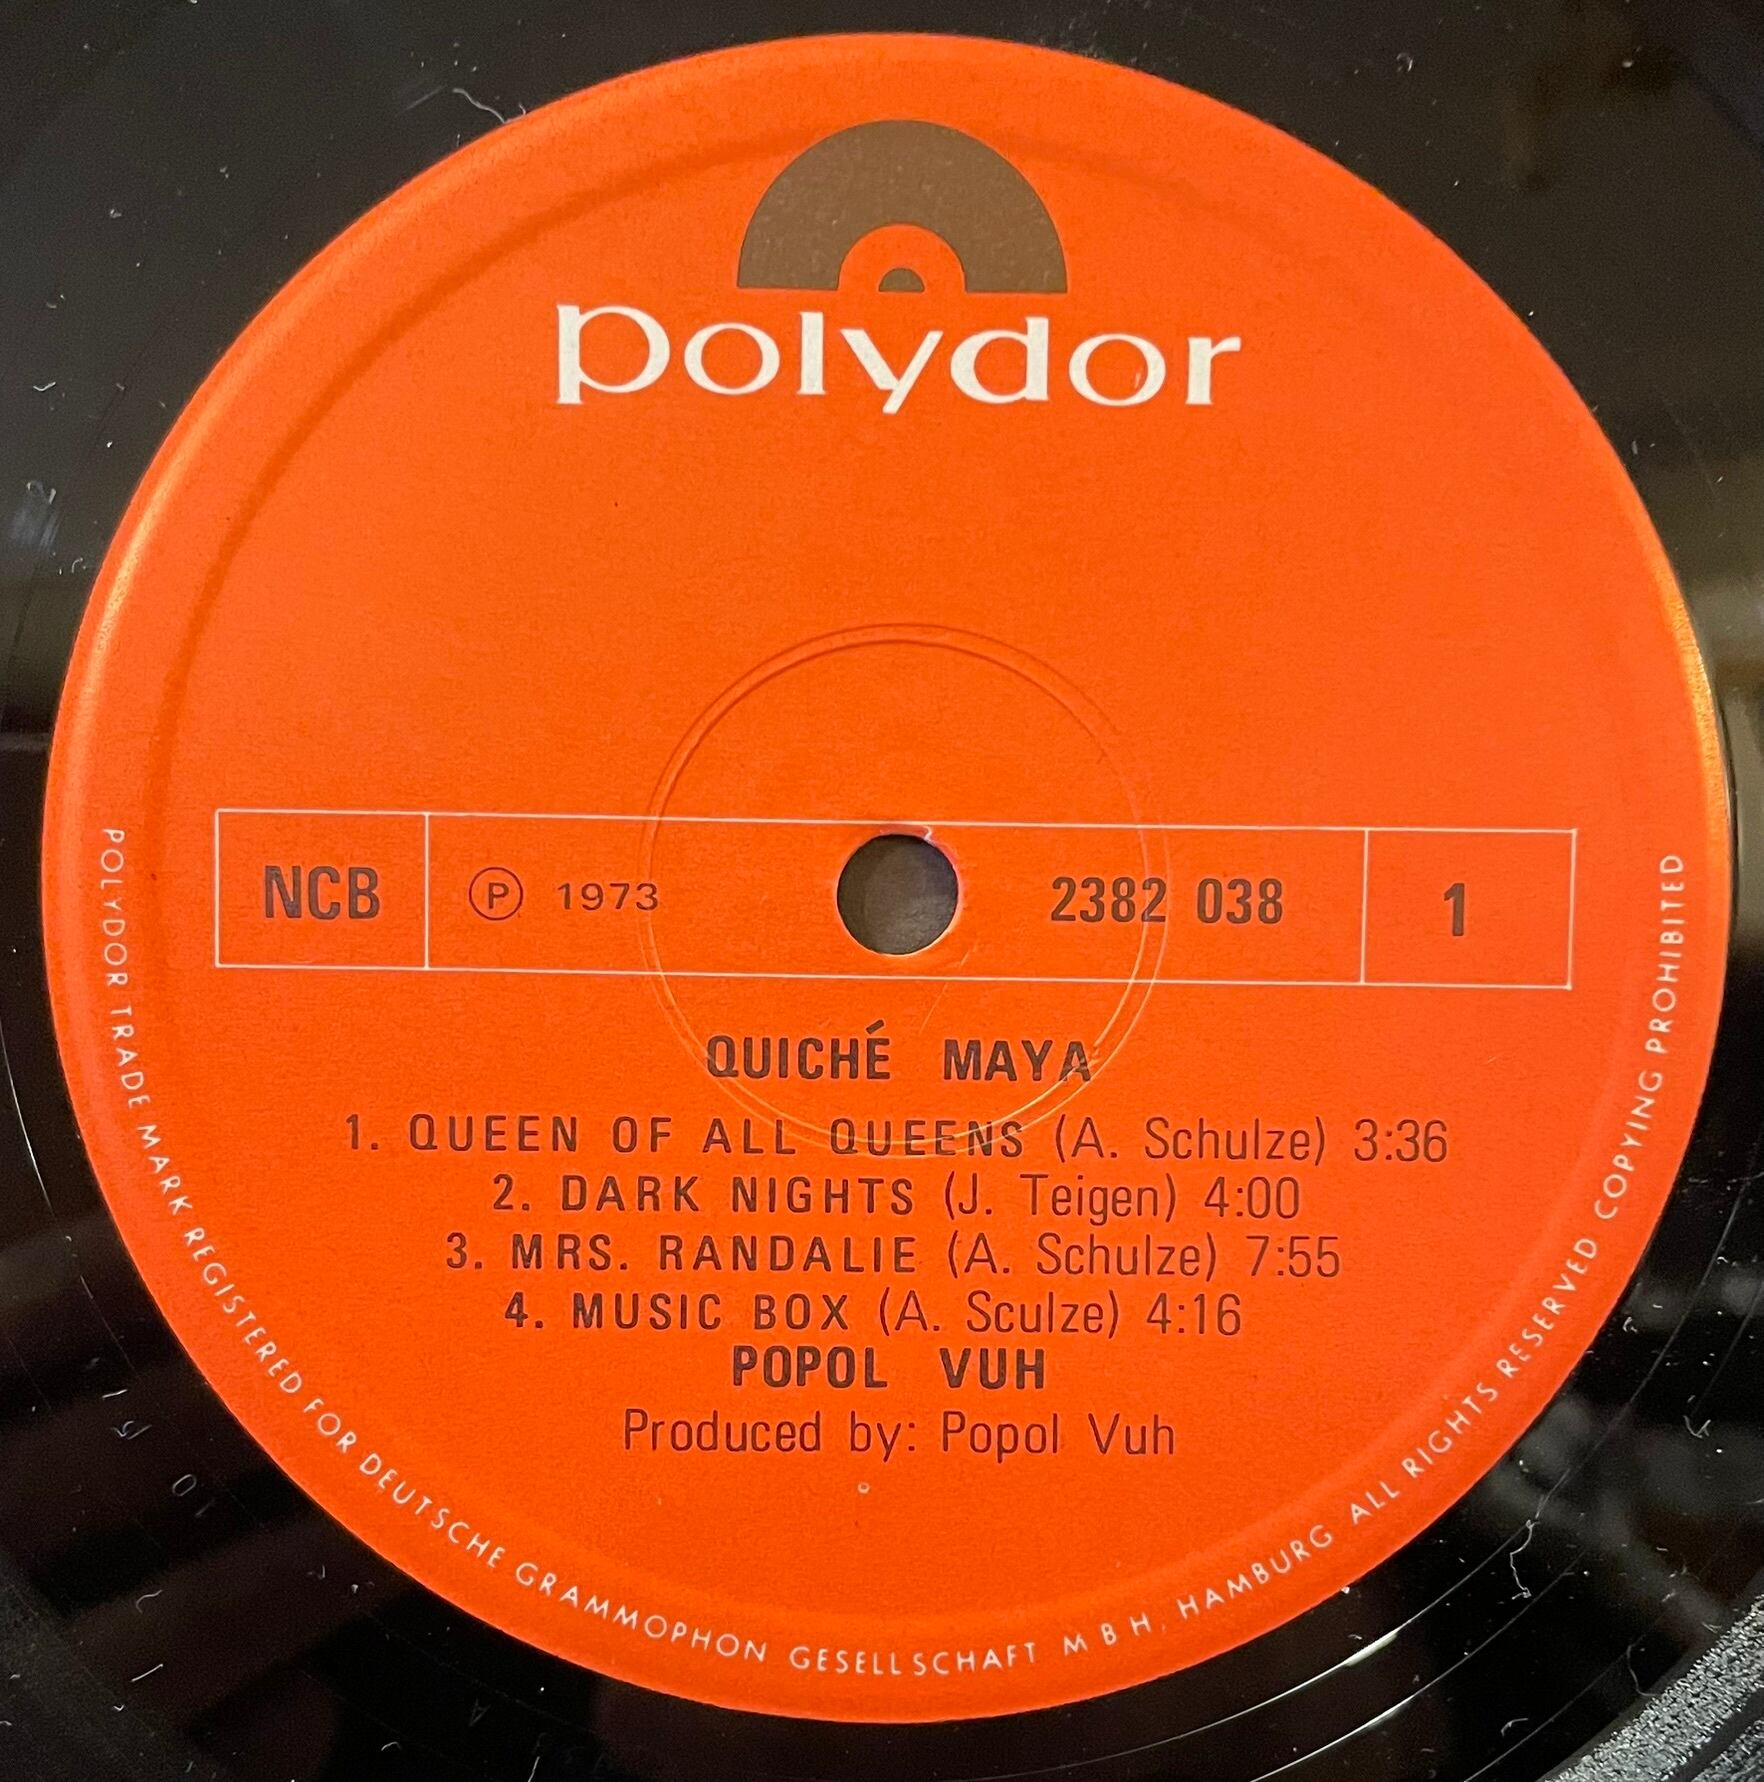 polydor
NCB ℗ 1973 2382 038 1
QUICHÉ MAYA
1. QUEEN OF ALL QUEENS (A. Schulze) 3:36
2. DARK NIGHTS (J. Teigen) 4:00
3. MRS. RANDALIE (A. Schulze) 7:55
4. MUSIC BOX (A. Sculze) 4:16
POPOL VUH
Produced by: Popol Vuh
POLYDOR TRADE MARK REGISTERED FOR DEUTSCHE GRAMMOPHON GESELLSCHAFT M B H, HAMBURG ALL RIGHTS RESERVED COPYING PROHIBITED